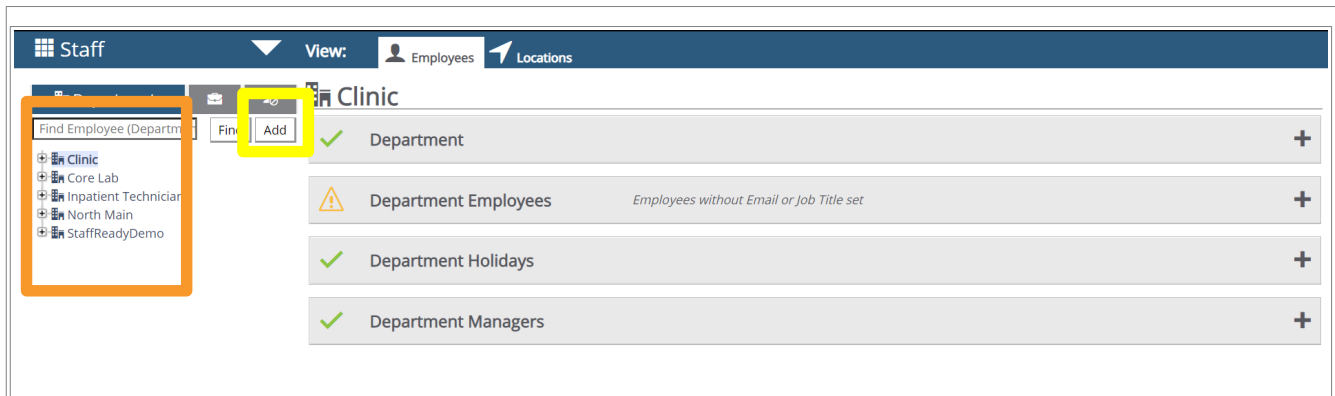 Staff
View:
Employees
Locations
Clinic
Find Employee (Departm
Add
Clinic
Core Lab
Inpatient Technician
North Main
StaffReadyDemo
Department
Department Employees
Employees without Email or Job Title set
Department Holidays
Department Managers